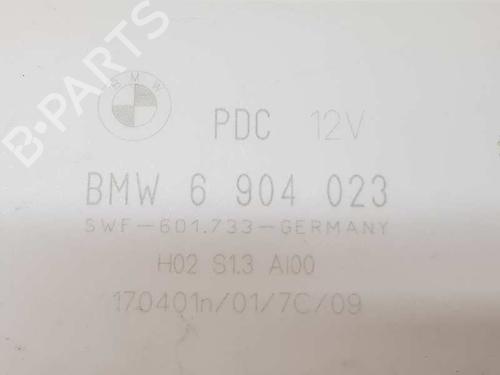 B-PARTS
BMW
PDC 12V
BMW 6 904 023
SWF-601.733-GERMANY
H02 S1.3 AI00
170401n/01/7C/09